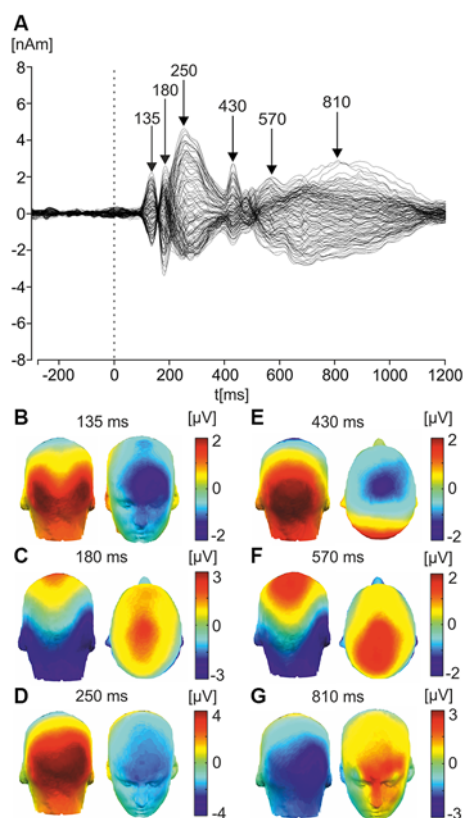 A
[nAm]
8
6
4
2
0
-2
-4
-6
-8
135
180
250
430
570
810
-200
0
200
400
600
800
1000
1200
t[ms]
B
135 ms
[µV]
2
0
-2
E
430 ms
[µV]
2
0
-2
C
180 ms
3
0
-3
F
570 ms
2
0
2
D
250 ms
[µV]
4
0
-4
G
810 ms
[µV]
3
0
-3